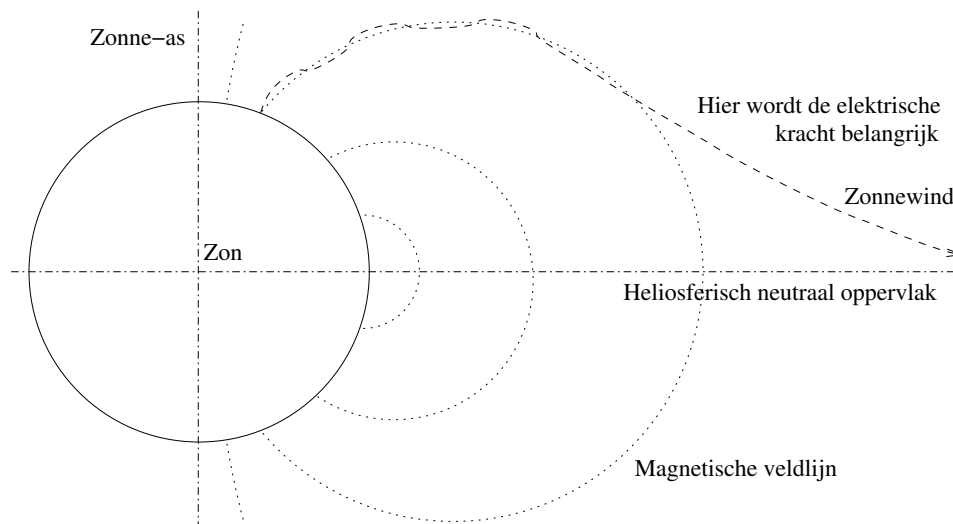 Zonne−as
Hier wordt de elektrische
kracht belangrijk
Zonnewind
Zon
Heliosferisch neutraal oppervlak
Magnetische veldlijn